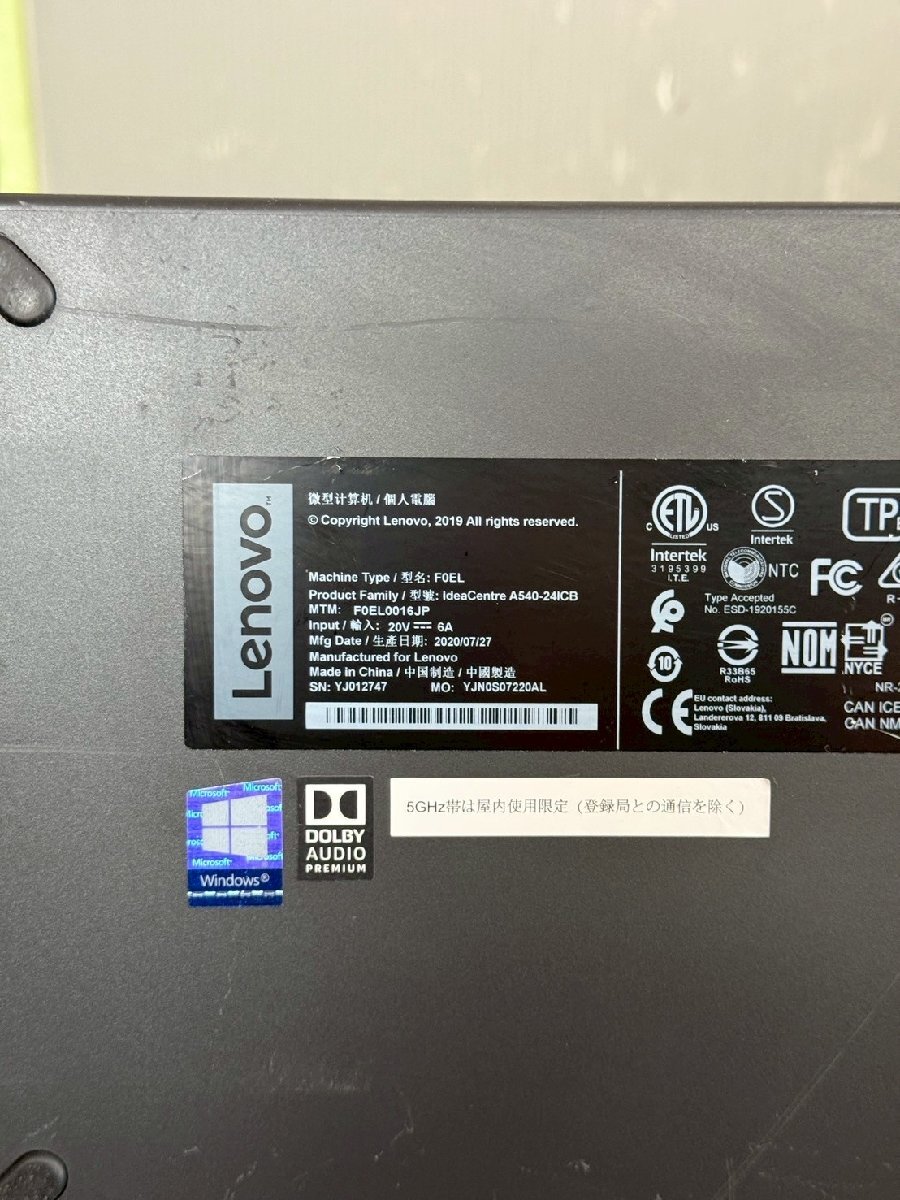 Lenovo™
微型计算机 / 個人電腦
© Copyright Lenovo, 2019 All rights reserved.
Machine Type / 型名: F0EL
Product Family / 型號: IdeaCentre A540-24ICB
MTM: F0EL0016JP
Input / 輸入: 20V 6A
Mfg Date / 生產日期: 2020/07/27
Manufactured for Lenovo
Made in China / 中国制造 / 中國製造
SN: YJ012747 MO: YJN0S07220AL
C ETL US
LISTED
Intertek
3195399
I.T.E.
S
Intertek
NTC
Type Accepted
No. ESD-1920155C
FC
R33B65
RoHS
10
NOM
NYCE
CE
EU contact address:
Lenovo (Slovakia),
Landererova 12, 811 09 Bratislava,
Slovakia
CAN ICE
CAN NM
Microsoft
Windows®
DOLBY
AUDIO
PREMIUM
5GHz帯は屋内使用限定（登録局との通信を除く）